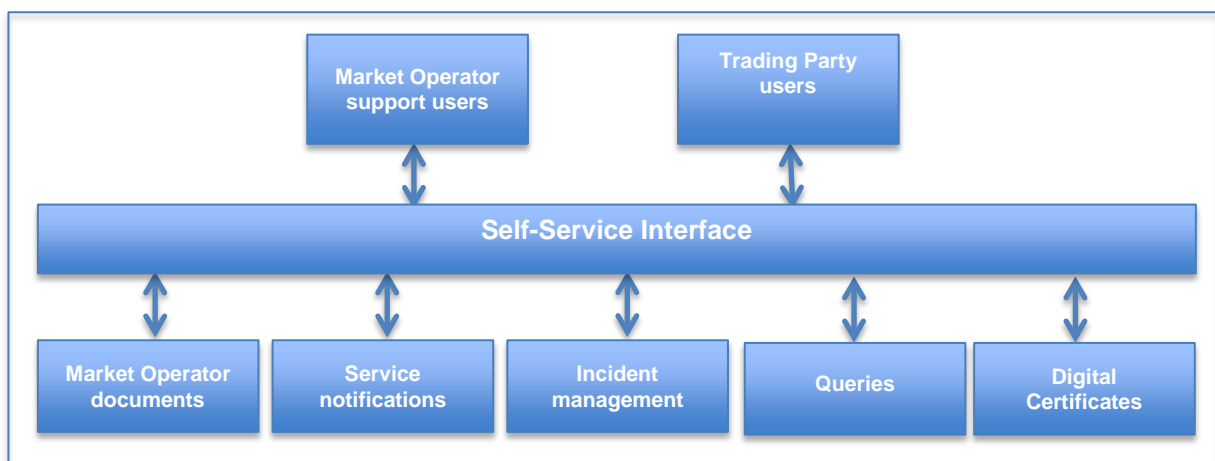 Market Operator
support users
Trading Party
users
Self-Service Interface
Market Operator
documents
Service
notifications
Incident
management
Queries
Digital
Certificates